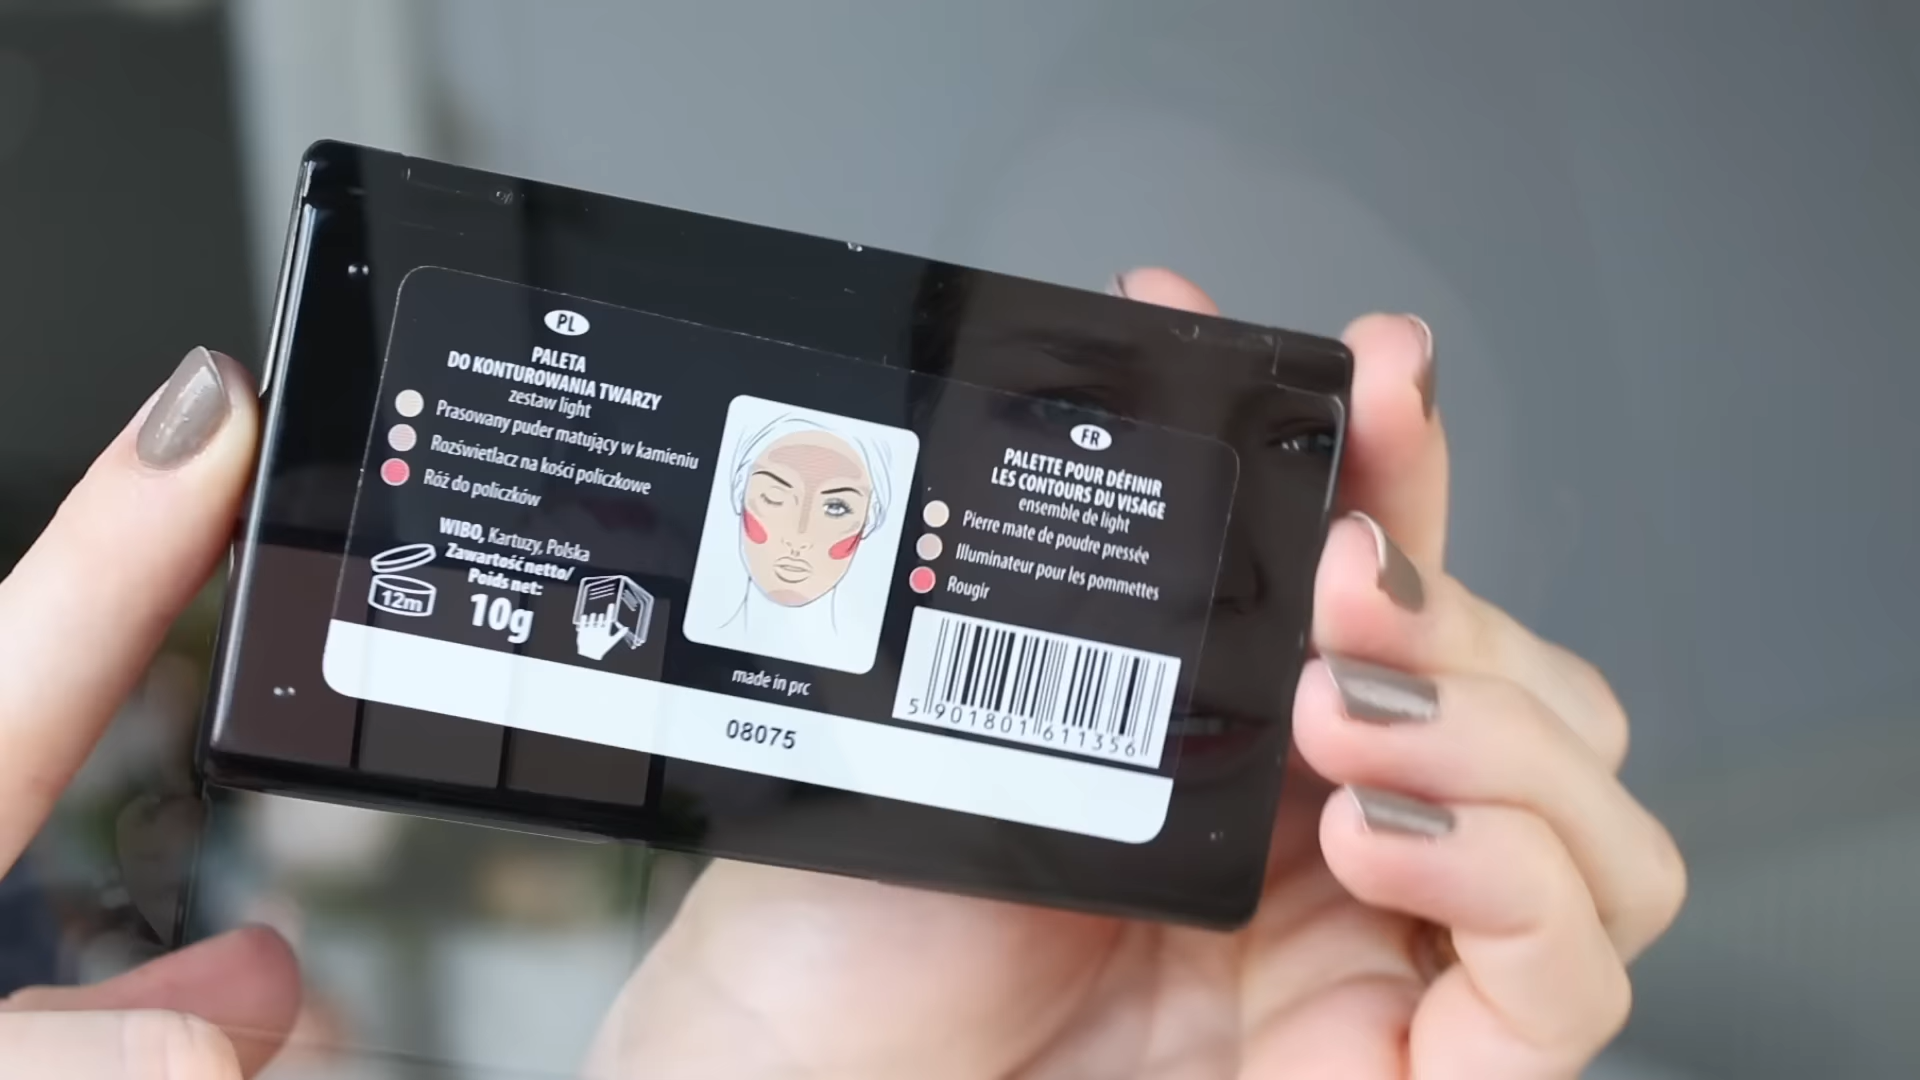 PL
PALETA
DO KONTUROWANIA TWARZY
zestaw light
Prasowany puder matujący w kamieniu
Rozświetlacz na kości policzkowe
Róż do policzków
WIBO, Kartuzy, Polska
Zawartość netto/
Poids net:
10g
12m
made in prc
08075
FR
PALETTE POUR DÉFINIR
LES CONTOURS DU VISAGE
ensemble de light
Pierre mate de poudre pressée
Illuminateur pour les pommettes
Rougir
5 901801 611356